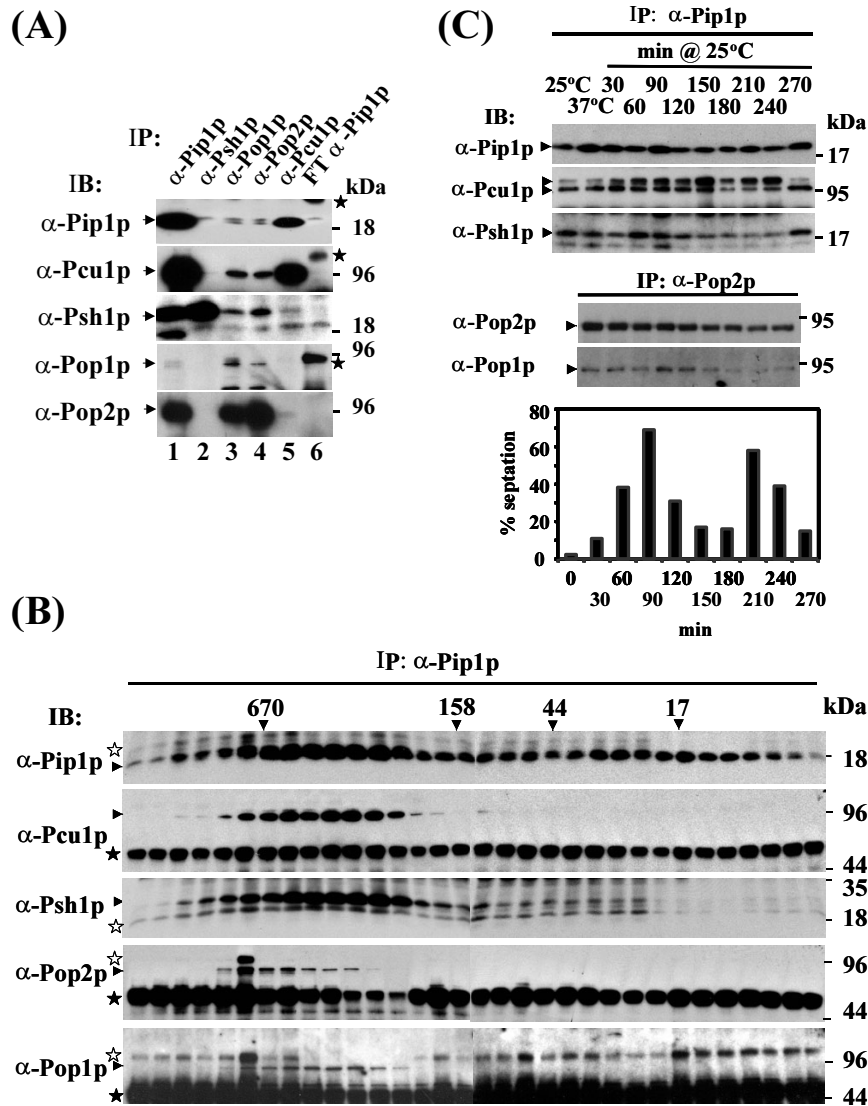 (A)
IP:
α-Pip1p
α-Psh1p
α-Pop1p
α-Pop2p
α-Pcu1p
FT α-Pip1p
IB:
kDa
α-Pip1p
18
α-Pcu1p
96
α-Psh1p
18
α-Pop1p
96
α-Pop2p
96
1 2 3 4 5 6
(C)
IP: α-Pip1p
min @ 25°C
25°C 30 90 150 210 270
37°C 60 120 180 240
IB:
kDa
α-Pip1p
17
α-Pcu1p
95
α-Psh1p
17
IP: α-Pop2p
α-Pop2p
95
α-Pop1p
95
% septation
80
60
40
20
0
0 60 120 180 240
30 90 150 210 270
min
(B)
IP: α-Pip1p
IB:
670 158 44 17
kDa
α-Pip1p
18
α-Pcu1p
96
44
α-Psh1p
35
18
α-Pop2p
96
44
α-Pop1p
96
44